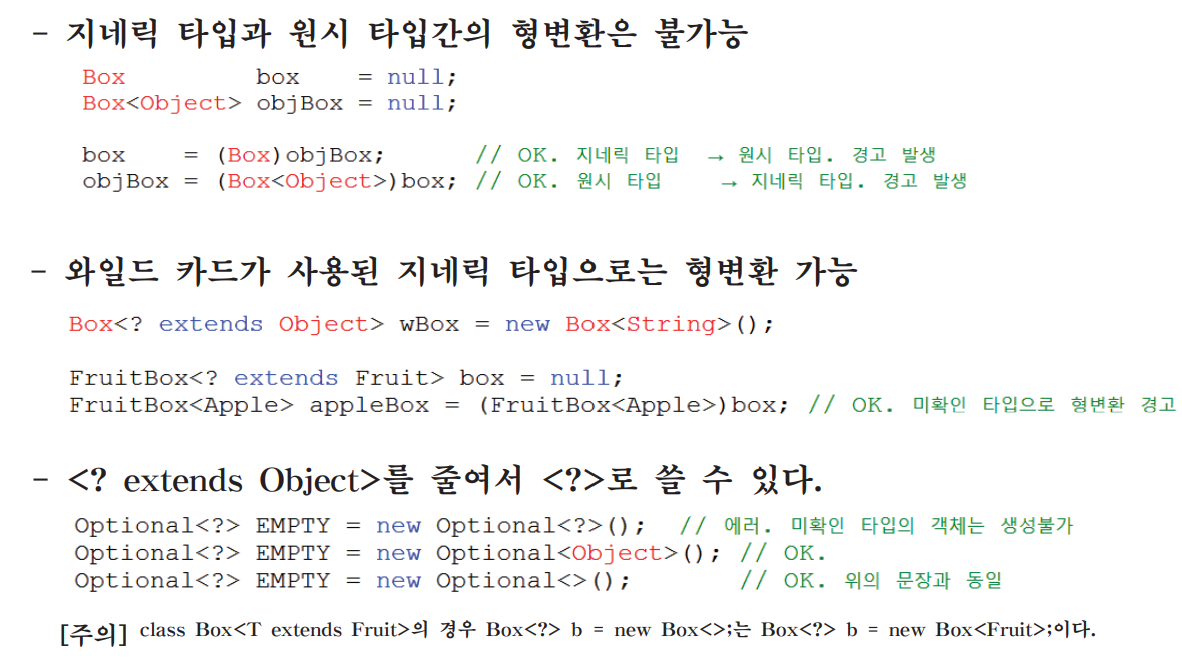 - 지네릭 타입과 원시 타입간의 형변환은 불가능
Box box = null;
Box<Object> objBox = null;
box = (Box)objBox; // OK. 지네릭 타입 → 원시 타입. 경고 발생
objBox = (Box<Object>)box; // OK. 원시 타입 → 지네릭 타입. 경고 발생
- 와일드 카드가 사용된 지네릭 타입으로는 형변환 가능
Box<? extends Object> wBox = new Box<String>();
FruitBox<? extends Fruit> box = null;
FruitBox<Apple> appleBox = (FruitBox<Apple>)box; // OK. 미확인 타입으로 형변환 경고
- <? extends Object>를 줄여서 <?>로 쓸 수 있다.
Optional<?> EMPTY = new Optional<?>(); // 에러. 미확인 타입의 객체는 생성불가
Optional<?> EMPTY = new Optional<Object>(); // OK.
Optional<?> EMPTY = new Optional<>(); // OK. 위의 문장과 동일
[주의] class Box<T extends Fruit>의 경우 Box<?> b = new Box<>;는 Box<?> b = new Box<Fruit>;이다.